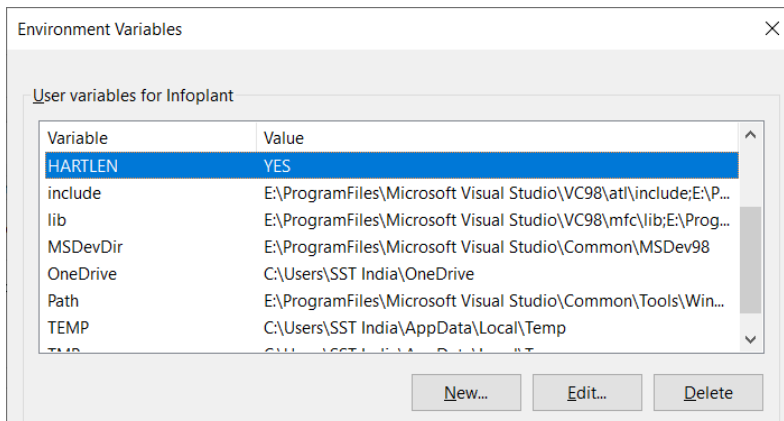 Environment Variables
User variables for Infoplant
Variable Value
HARTLEN YES
include E:\ProgramFiles\Microsoft Visual Studio\VC98\atl\include;E:\P...
lib E:\ProgramFiles\Microsoft Visual Studio\VC98\mfc\lib;E:\Prog...
MSDevDir E:\ProgramFiles\Microsoft Visual Studio\Common\MSDev98
OneDrive C:\Users\SST India\OneDrive
Path E:\ProgramFiles\Microsoft Visual Studio\Common\Tools\Win...
TEMP C:\Users\SST India\AppData\Local\Temp
New... Edit... Delete